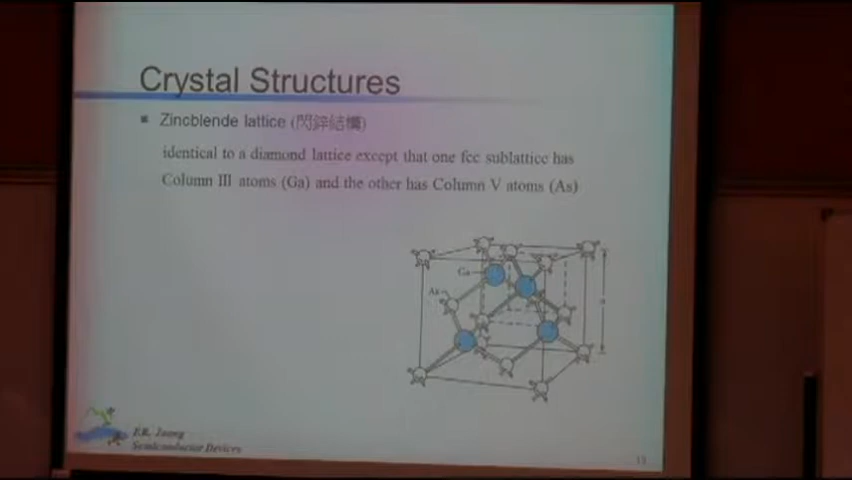 Crystal Structures
Zincblende lattice (閃鋅結構)
identical to a diamond lattice except that one fcc sublattice has
Column III atoms (Ga) and the other has Column V atoms (As)
Ga
As
a
Semiconductor Devices